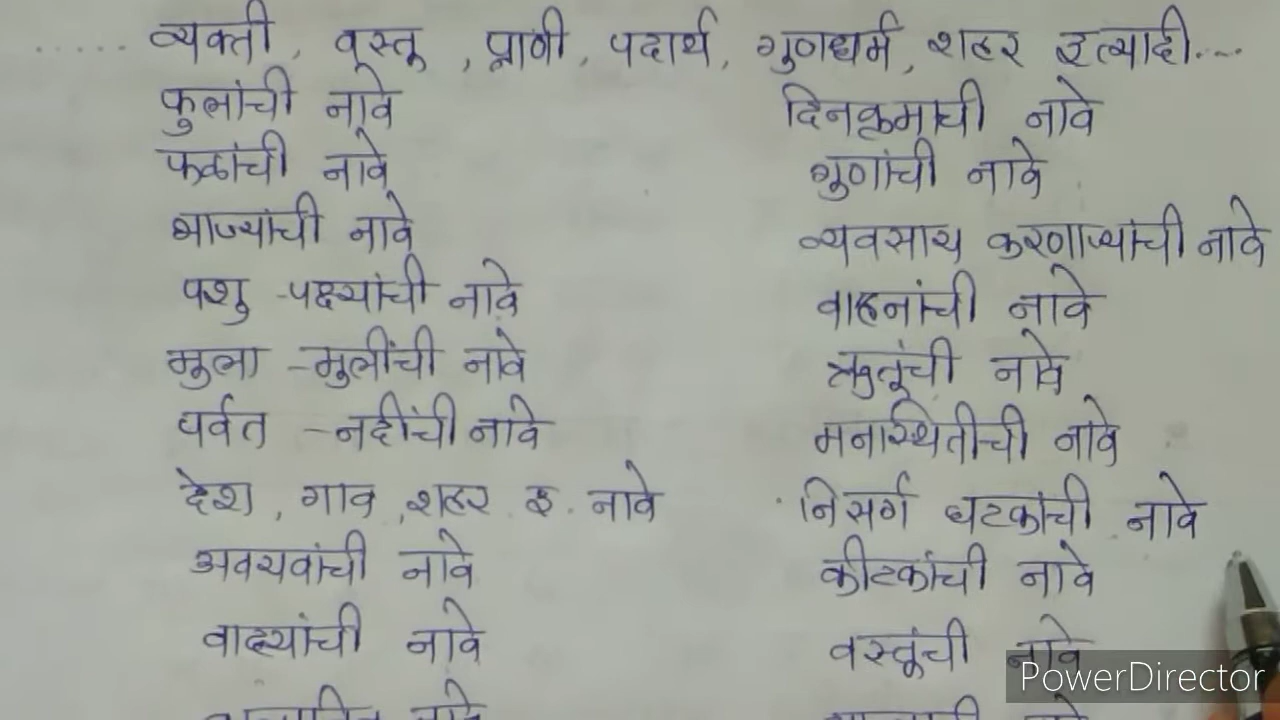 ..... व्यक्ती, वस्तू, प्राणी, पदार्थ, गुणधर्म, शहर इत्यादी....
फुलांची नावे
फळांची नावे
भाज्यांची नावे
पशु - पक्ष्यांची नावे
मुला - मुलींची नावे
पर्वत - नदींची नावे
देश, गाव, शहर इ. नावे
अवयवांची नावे
वाद्यांची नावे
नावे
दिनक्रमाची नावे
गुणांची नावे
व्यवसाय करणाऱ्यांची नावे
वाहनांची नावे
ऋतूंची नावे
मनःस्थितीची नावे
निसर्ग घटकांची नावे
कीटकांची नावे
वस्तूंची नावे
नावे
PowerDirector